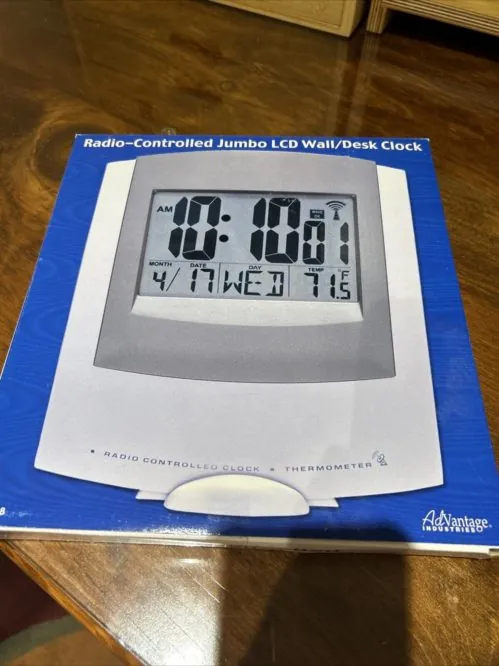 Radio-Controlled Jumbo LCD Wall/Desk Clock
AM 10:10 01
MONTH DATE DAY TEMP
4/17 WED 71.5 F
RADIO CONTROLLED CLOCK • THERMOMETER
B
AdVantage
INDUSTRIES